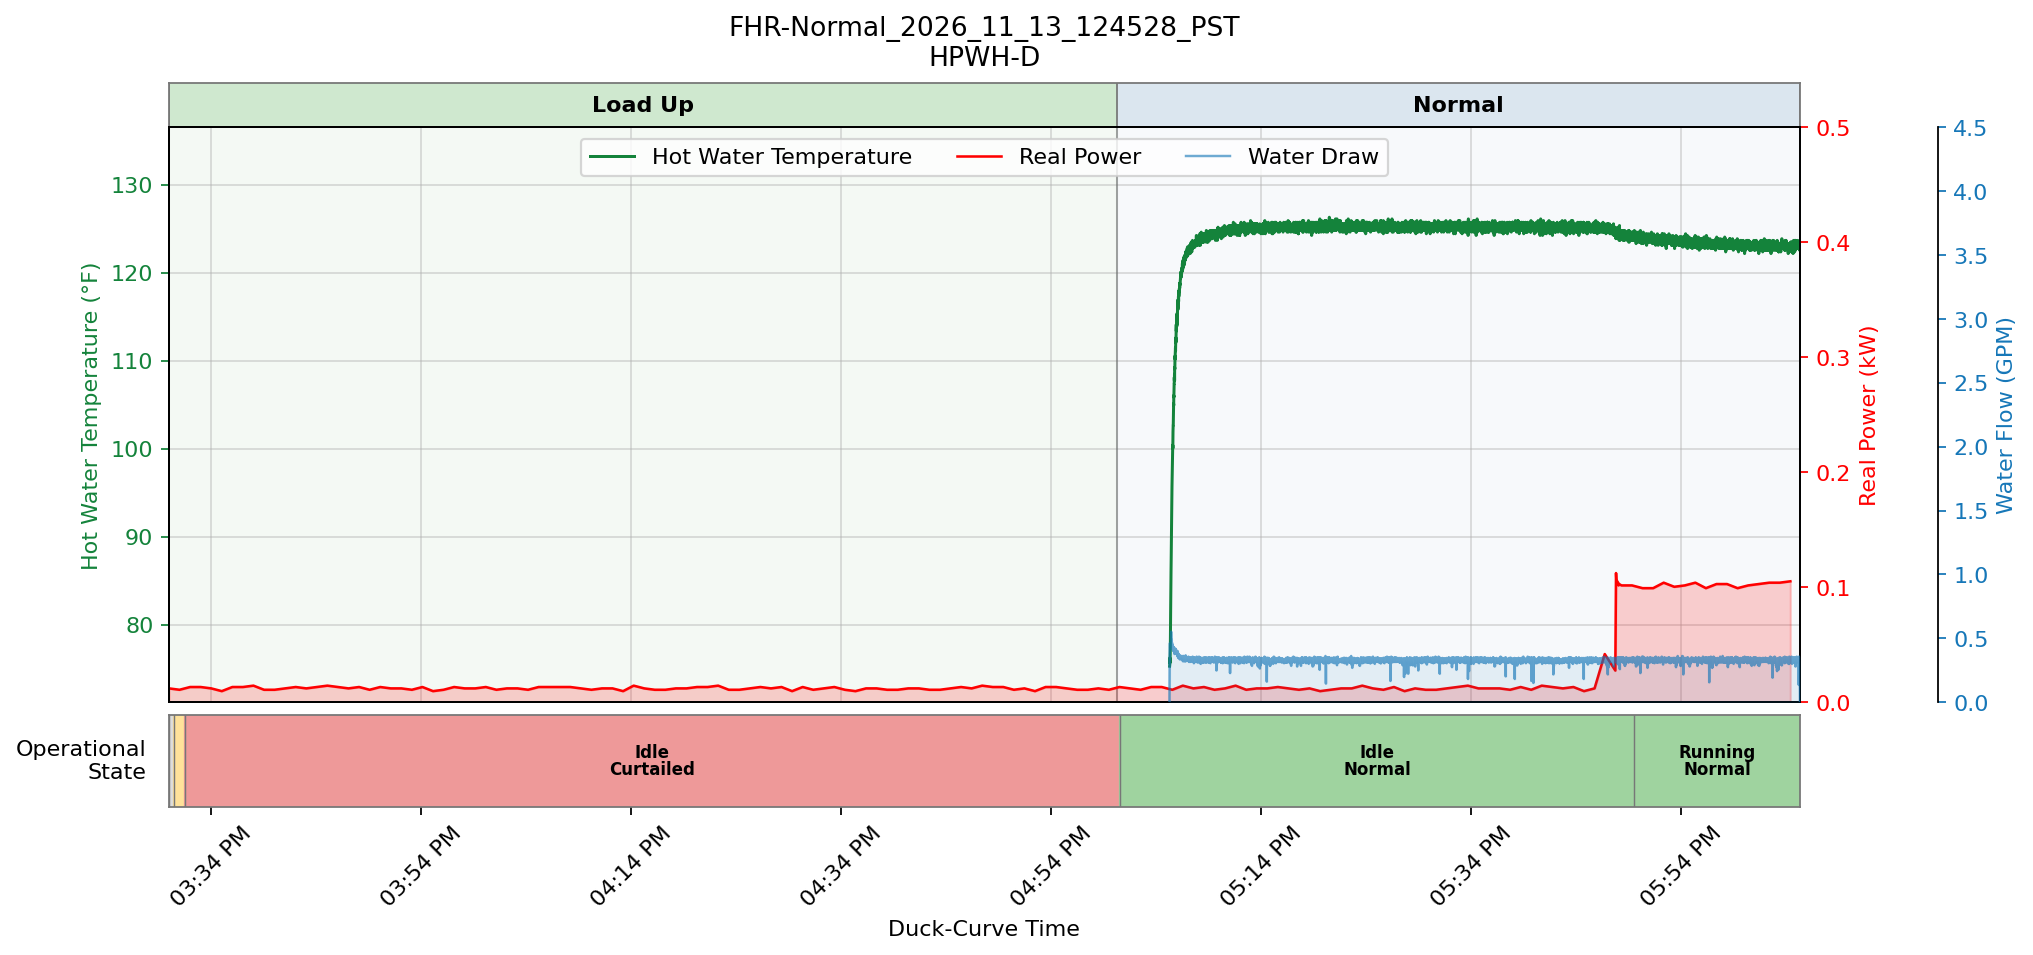 FHR-Normal_2026_11_13_124528_PST
HPWH-D
Load Up
Normal
Hot Water Temperature
Real Power
Water Draw
Hot Water Temperature (°F)
130
120
110
100
90
80
0.5
0.4
0.3
0.2
0.1
0.0
Real Power (kW)
4.5
4.0
3.5
3.0
2.5
2.0
1.5
1.0
0.5
0.0
Water Flow (GPM)
Operational
State
Idle
Curtailed
Idle
Normal
Running
Normal
03:34 PM
03:54 PM
04:14 PM
04:34 PM
04:54 PM
05:14 PM
05:34 PM
05:54 PM
Duck-Curve Time